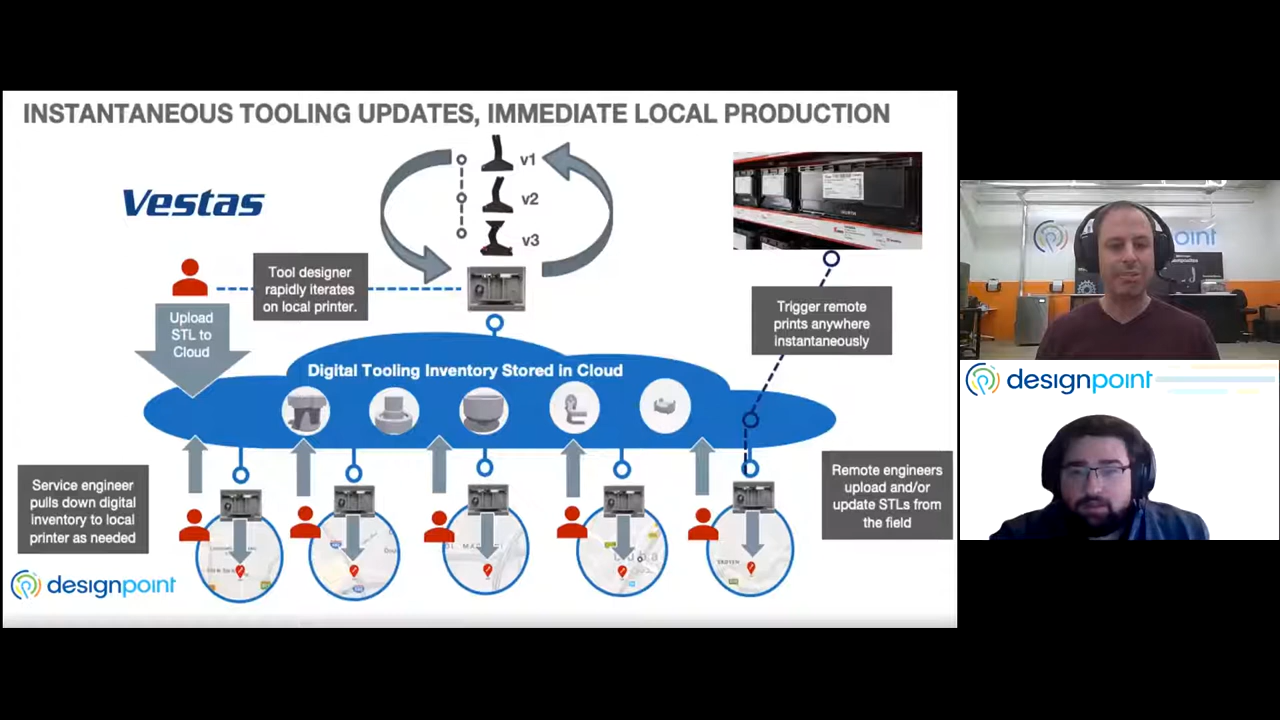 INSTANTANEOUS TOOLING UPDATES, IMMEDIATE LOCAL PRODUCTION
Vestas
v1
v2
v3
Tool designer
rapidly iterates
on local printer.
Upload
STL to
Cloud
Trigger remote
prints anywhere
instantaneously
Digital Tooling Inventory Stored in Cloud
Service engineer
pulls down digital
inventory to local
printer as needed
Remote engineers
upload and/or
update STLs from
the field
designpoint
designpoint